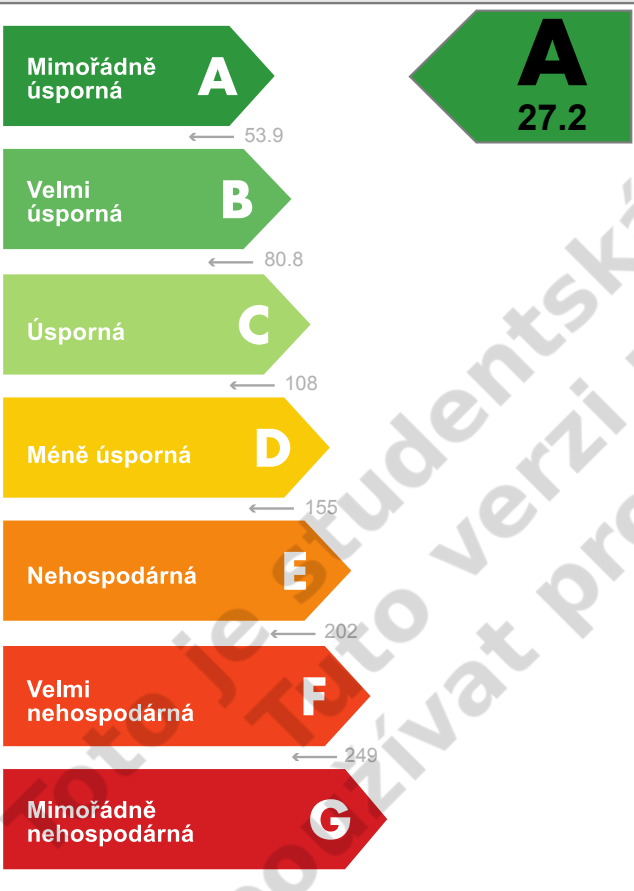 Mimořádně
úsporná
A
A
27.2
53.9
Velmi
úsporná
B
80.8
Úsporná
C
108
Méně úsporná
D
155
Nehospodárná
E
202
Velmi
nehospodárná
F
249
Mimořádně
nehospodárná
G
Toto je studentská
Tuto verzi
používat pro